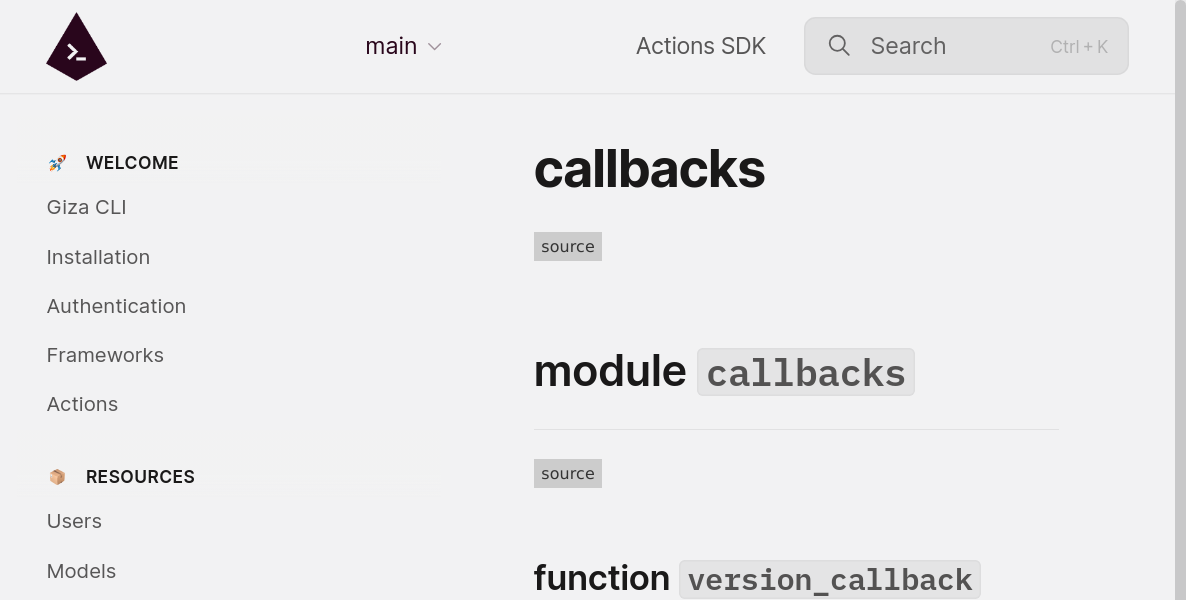 main
Actions SDK
Search
Ctrl + K
WELCOME
Giza CLI
Installation
Authentication
Frameworks
Actions
RESOURCES
Users
Models
callbacks
source
module callbacks
source
function version_callback